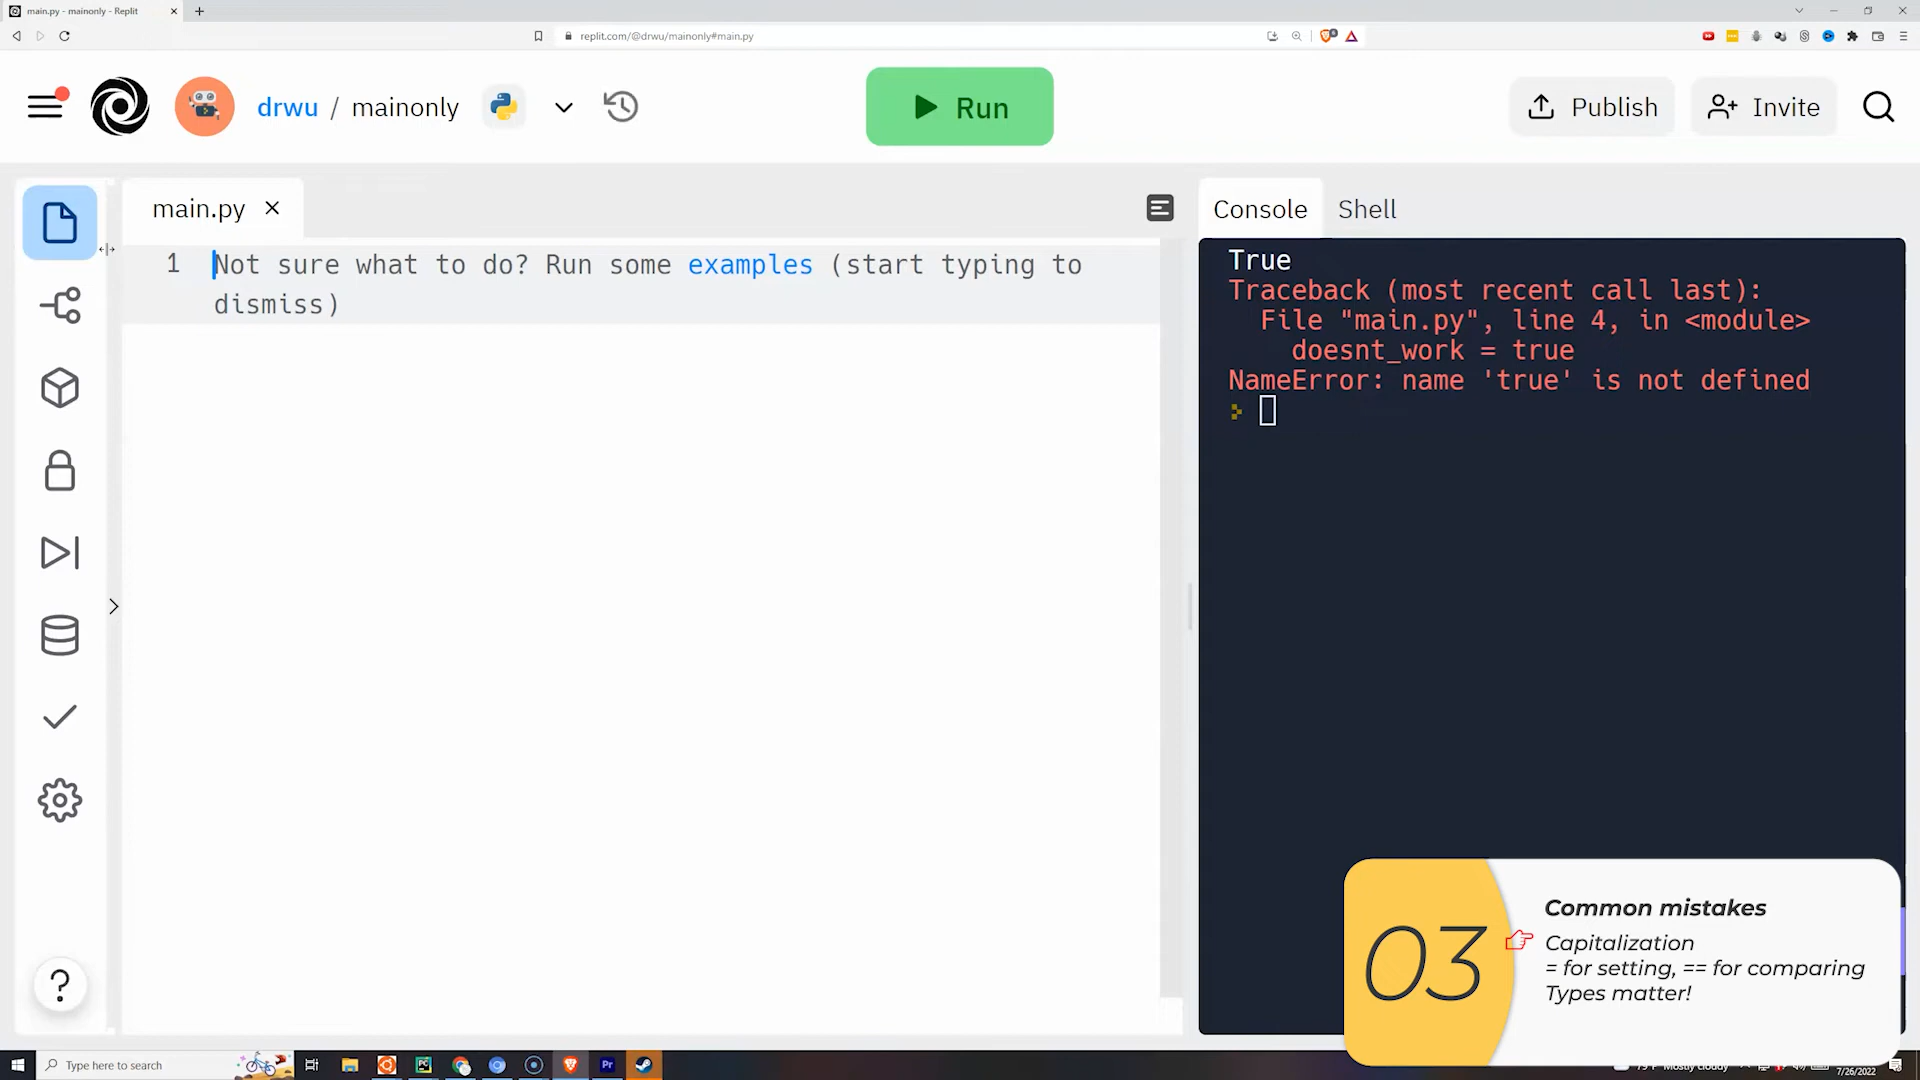 main.py - mainonly - Replit
replit.com/@drwu/mainonly#main.py
drwu / mainonly
Run
Publish
Invite
main.py
Console
Shell
1 Not sure what to do? Run some examples (start typing to
dismiss)
True
Traceback (most recent call last):
File "main.py", line 4, in <module>
doesnt_work = true
NameError: name 'true' is not defined
03
Common mistakes
Capitalization
= for setting, == for comparing
Types matter!
?
Type here to search
Mostly cloudy
7/26/2022